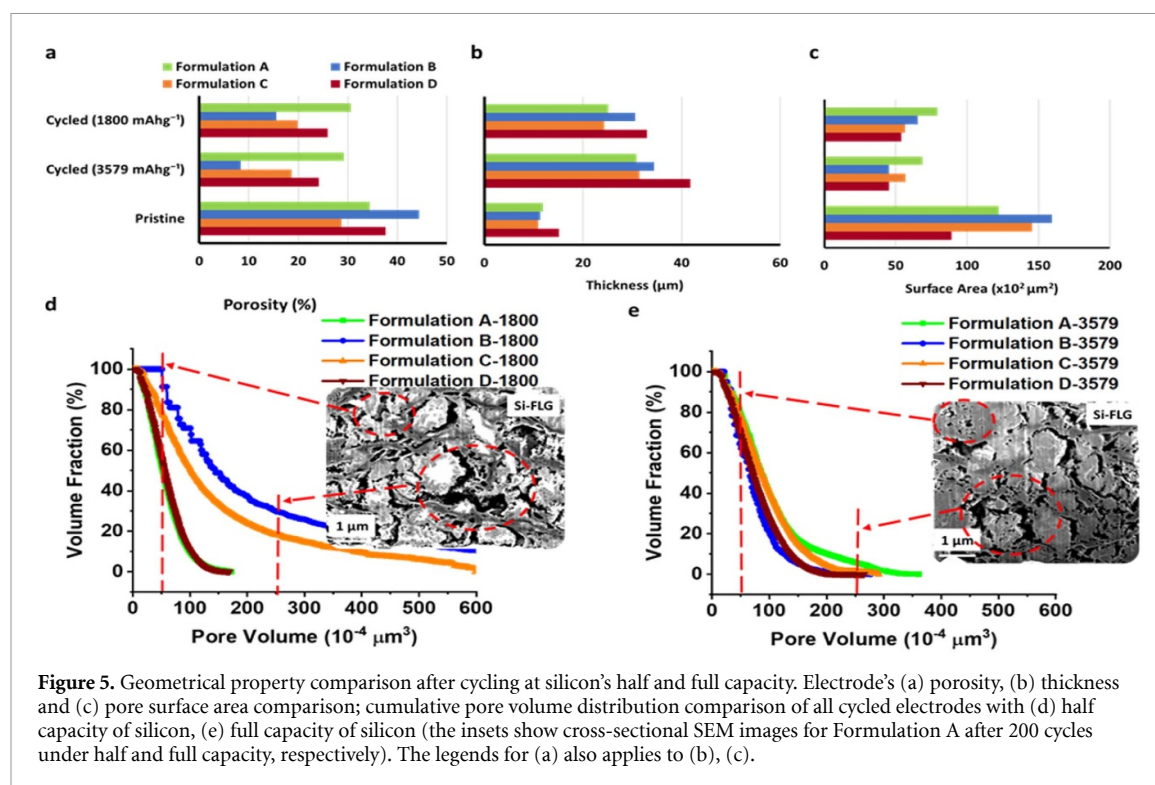 a
b
c
Formulation A
Formulation B
Formulation C
Formulation D
Cycled (1800 mAhg⁻¹)
Cycled (3579 mAhg⁻¹)
Pristine
0 10 20 30 40 50
Porosity (%)
0 20 40 60
Thickness (μm)
0 50 100 150 200
Surface Area (x10² μm²)
d
Formulation A-1800
Formulation B-1800
Formulation C-1800
Formulation D-1800
100
80
60
40
20
0
Volume Fraction (%)
Si-FLG
1 μm
0 100 200 300 400 500 600
Pore Volume (10⁻⁴ μm³)
e
Formulation A-3579
Formulation B-3579
Formulation C-3579
Formulation D-3579
100
80
60
40
20
0
Volume Fraction (%)
Si-FLG
1 μm
0 100 200 300 400 500 600
Pore Volume (10⁻⁴ μm³)
Figure 5. Geometrical property comparison after cycling at silicon's half and full capacity. Electrode's (a) porosity, (b) thickness
and (c) pore surface area comparison; cumulative pore volume distribution comparison of all cycled electrodes with (d) half
capacity of silicon, (e) full capacity of silicon (the insets show cross-sectional SEM images for Formulation A after 200 cycles
under half and full capacity, respectively). The legends for (a) also applies to (b), (c).